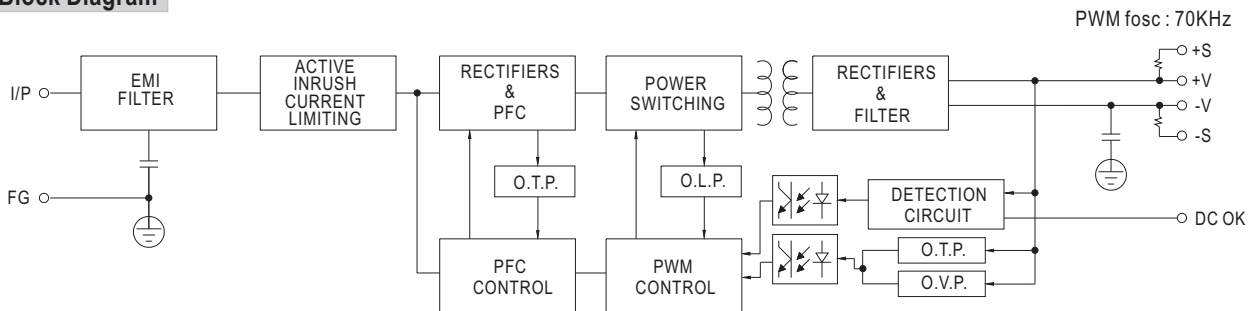 Block Diagram
PWM fosc : 70KHz
I/P
EMI
FILTER
ACTIVE
INRUSH
CURRENT
LIMITING
RECTIFIERS
&
PFC
POWER
SWITCHING
RECTIFIERS
&
FILTER
+S
+V
-V
-S
O.T.P.
O.L.P.
FG
DETECTION
CIRCUIT
DC OK
PFC
CONTROL
PWM
CONTROL
O.T.P.
O.V.P.